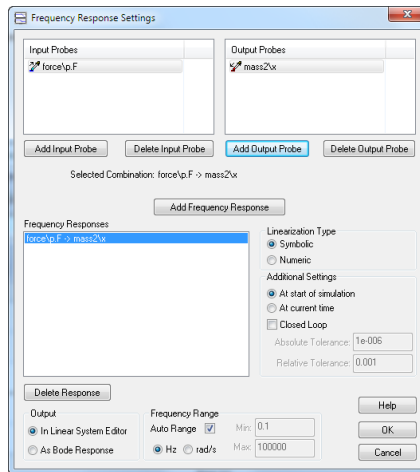 Frequency Response Settings
Input Probes
Output Probes
force\p.F
mass2\x
Add Input Probe
Delete Input Probe
Add Output Probe
Delete Output Probe
Selected Combination: force\p.F -> mass2\x
Add Frequency Response
Frequency Responses
force\p.F -> mass2\x
Linearization Type
Symbolic
Numeric
Additional Settings
At start of simulation
At current time
Closed Loop
Absolute Tolerance: 1e-006
Relative Tolerance: 0.001
Delete Response
Output
In Linear System Editor
As Bode Response
Frequency Range
Auto Range
Min: 0.1
Hz
rad/s
Max: 100000
Help
OK
Cancel